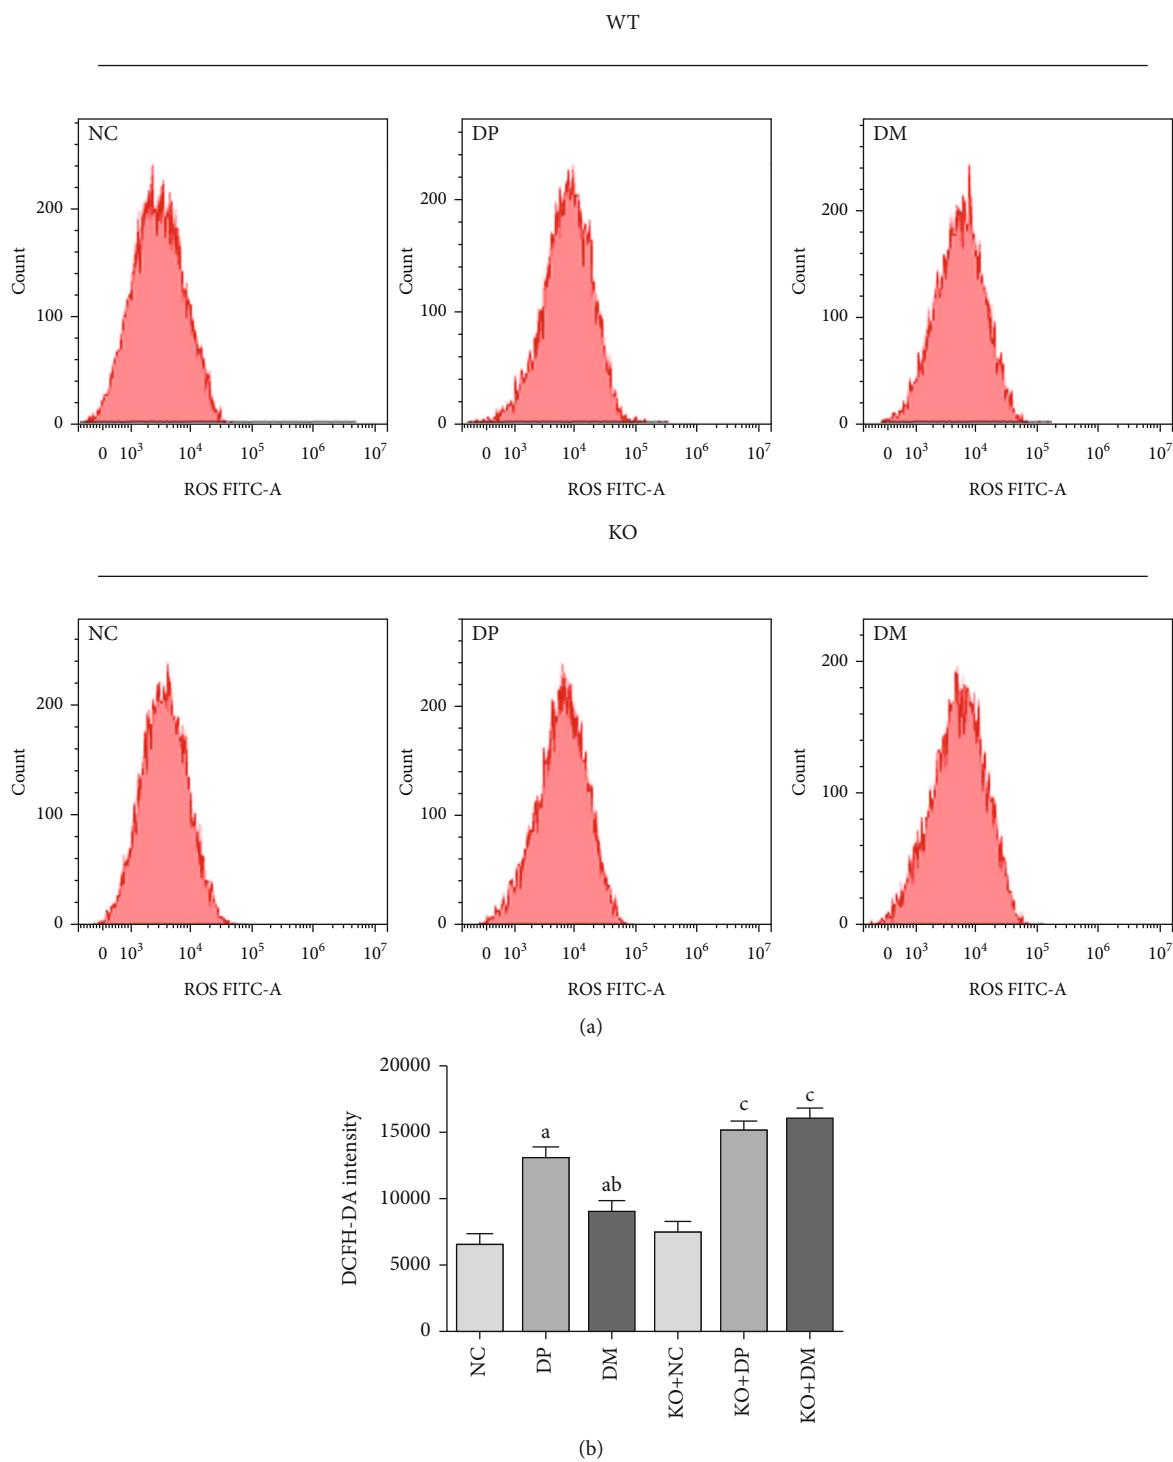 WT
NC
DP
DM
200
200
200
Count
Count
Count
100
100
100
0
0
0
0 10³ 10⁴ 10⁵ 10⁶ 10⁷
0 10³ 10⁴ 10⁵ 10⁶ 10⁷
0 10³ 10⁴ 10⁵ 10⁶ 10⁷
ROS FITC-A
ROS FITC-A
ROS FITC-A
KO
NC
DP
DM
200
200
200
Count
Count
Count
100
100
100
0
0
0
0 10³ 10⁴ 10⁵ 10⁶ 10⁷
0 10³ 10⁴ 10⁵ 10⁶ 10⁷
0 10³ 10⁴ 10⁵ 10⁶ 10⁷
ROS FITC-A
ROS FITC-A
ROS FITC-A
(a)
DCFH-DA intensity
20000
15000
10000
5000
0
a
ab
c
c
NC
DP
DM
KO+NC
KO+DP
KO+DM
(b)